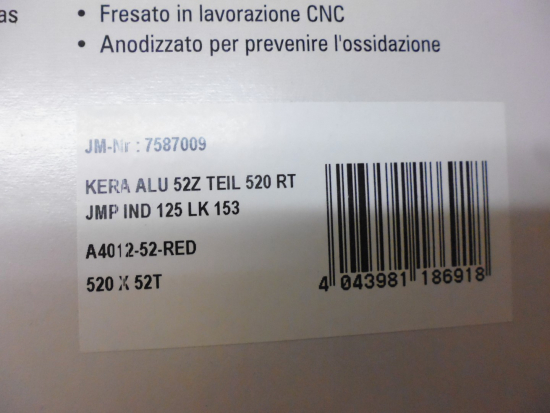 as
• Fresato in lavorazione CNC
• Anodizzato per prevenire l'ossidazione
JM-Nr : 7587009
KERA ALU 52Z TEIL 520 RT
JMP IND 125 LK 153
A4012-52-RED
520 X 52T
4 043981 186918